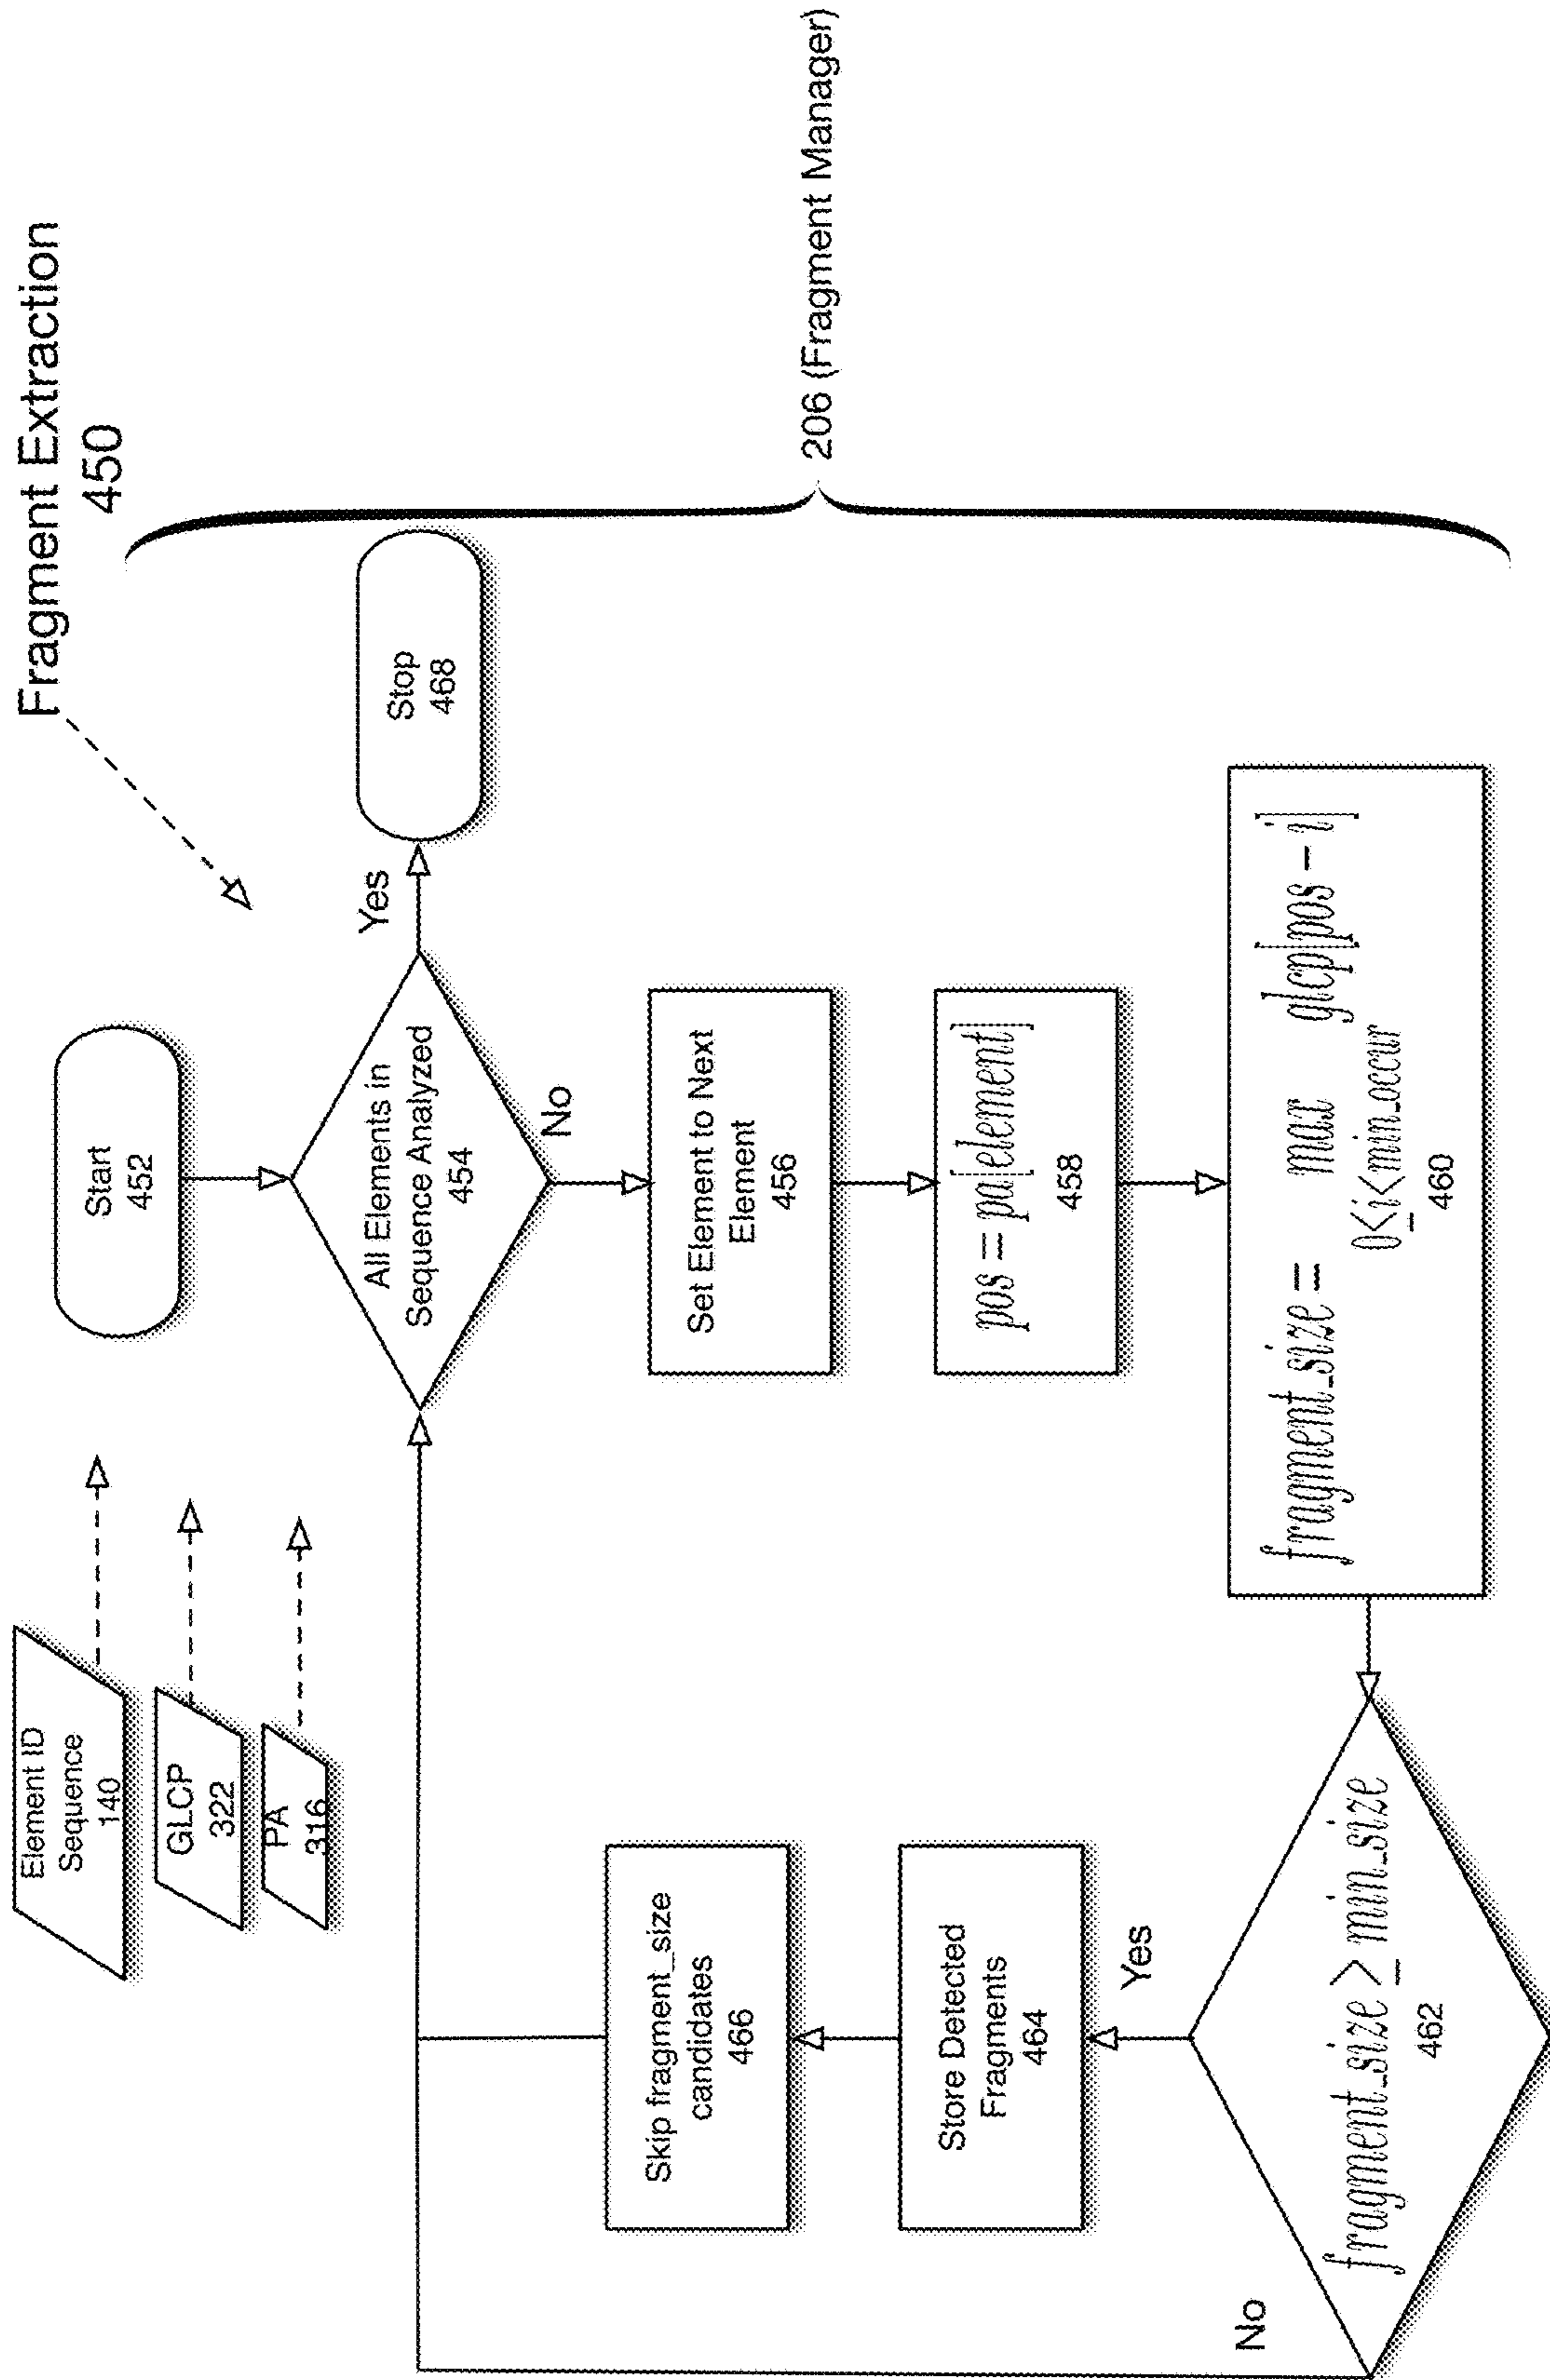 Fragment Extraction
450
Element ID
Sequence
140
GLCP
322
PA
316
Start
452
All Elements in
Sequence Analyzed
454
Yes
Stop
468
No
Set Element to Next
Element
456
pos = pa[element]
458
fragment_size = max glcp[pos − i]
0≤i<min_occur
460
fragment_size ≥ min_size
462
Yes
No
Store Detected
Fragments
464
Skip fragment_size
candidates
466
206 (Fragment Manager)